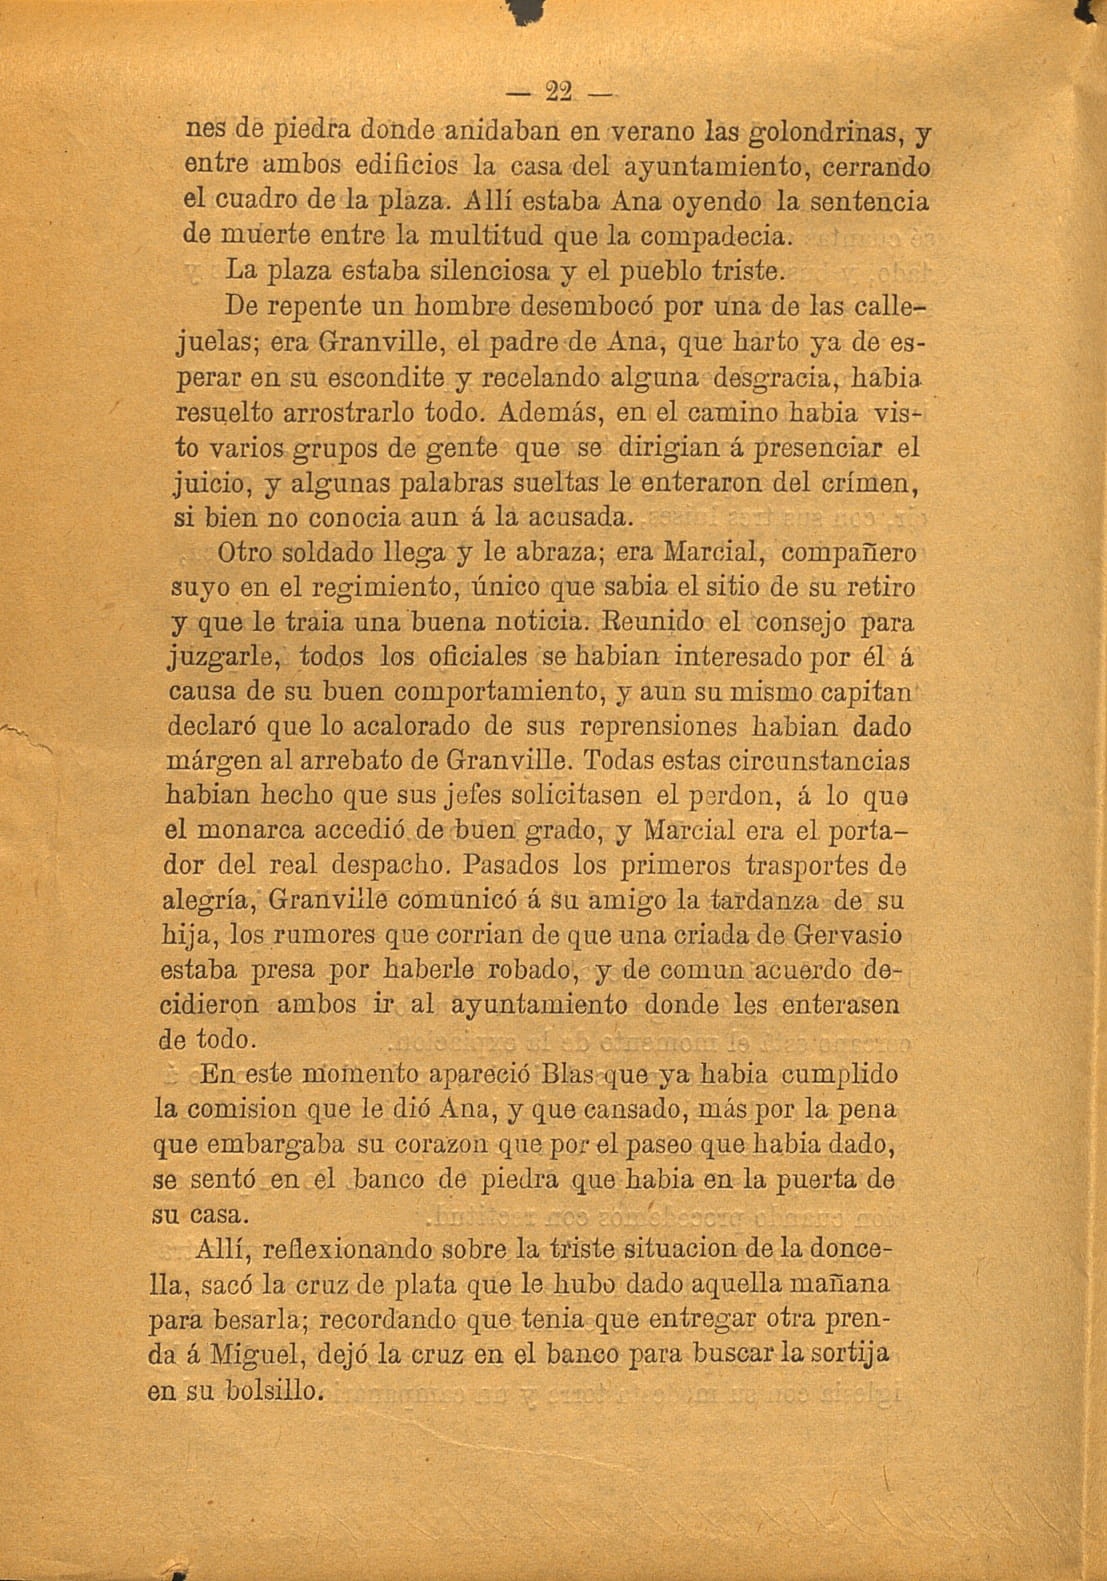 — 22 —
nes de piedra donde anidaban en verano las golondrinas, y
entre ambos edificios la casa del ayuntamiento, cerrando
el cuadro de la plaza. Allí estaba Ana oyendo la sentencia
de muerte entre la multitud que la compadecia.
La plaza estaba silenciosa y el pueblo triste.
De repente un hombre desembocó por una de las calle-
juelas; era Granville, el padre de Ana, que harto ya de es-
perar en su escondite y recelando alguna desgracia, habia
resuelto arrostrarlo todo. Además, en el camino habia vis-
to varios grupos de gente que se dirigian á presenciar el
juicio, y algunas palabras sueltas le enteraron del crímen,
si bien no conocia aun á la acusada.
Otro soldado llega y le abraza; era Marcial, compañero
suyo en el regimiento, único que sabia el sitio de su retiro
y que le traia una buena noticia. Reunido el consejo para
juzgarle, todos los oficiales se habian interesado por él á
causa de su buen comportamiento, y aun su mismo capitan
declaró que lo acalorado de sus reprensiones habian dado
márgen al arrebato de Granville. Todas estas circunstancias
habian hecho que sus jefes solicitasen el perdon, á lo que
el monarca accedió de buen grado, y Marcial era el porta-
dor del real despacho. Pasados los primeros trasportes de
alegría, Granville comunicó á su amigo la tardanza de su
hija, los rumores que corrian de que una criada de Gervasio
estaba presa por haberle robado, y de comun acuerdo de-
cidieron ambos ir al ayuntamiento donde les enterasen
de todo.
En este momento apareció Blas que ya habia cumplido
la comision que le dió Ana, y que cansado, más por la pena
que embargaba su corazon que por el paseo que habia dado,
se sentó en el banco de piedra que habia en la puerta de
su casa.
Allí, reflexionando sobre la triste situacion de la donce-
lla, sacó la cruz de plata que le hubo dado aquella mañana
para besarla; recordando que tenia que entregar otra pren-
da á Miguel, dejó la cruz en el banco para buscar la sortija
en su bolsillo.